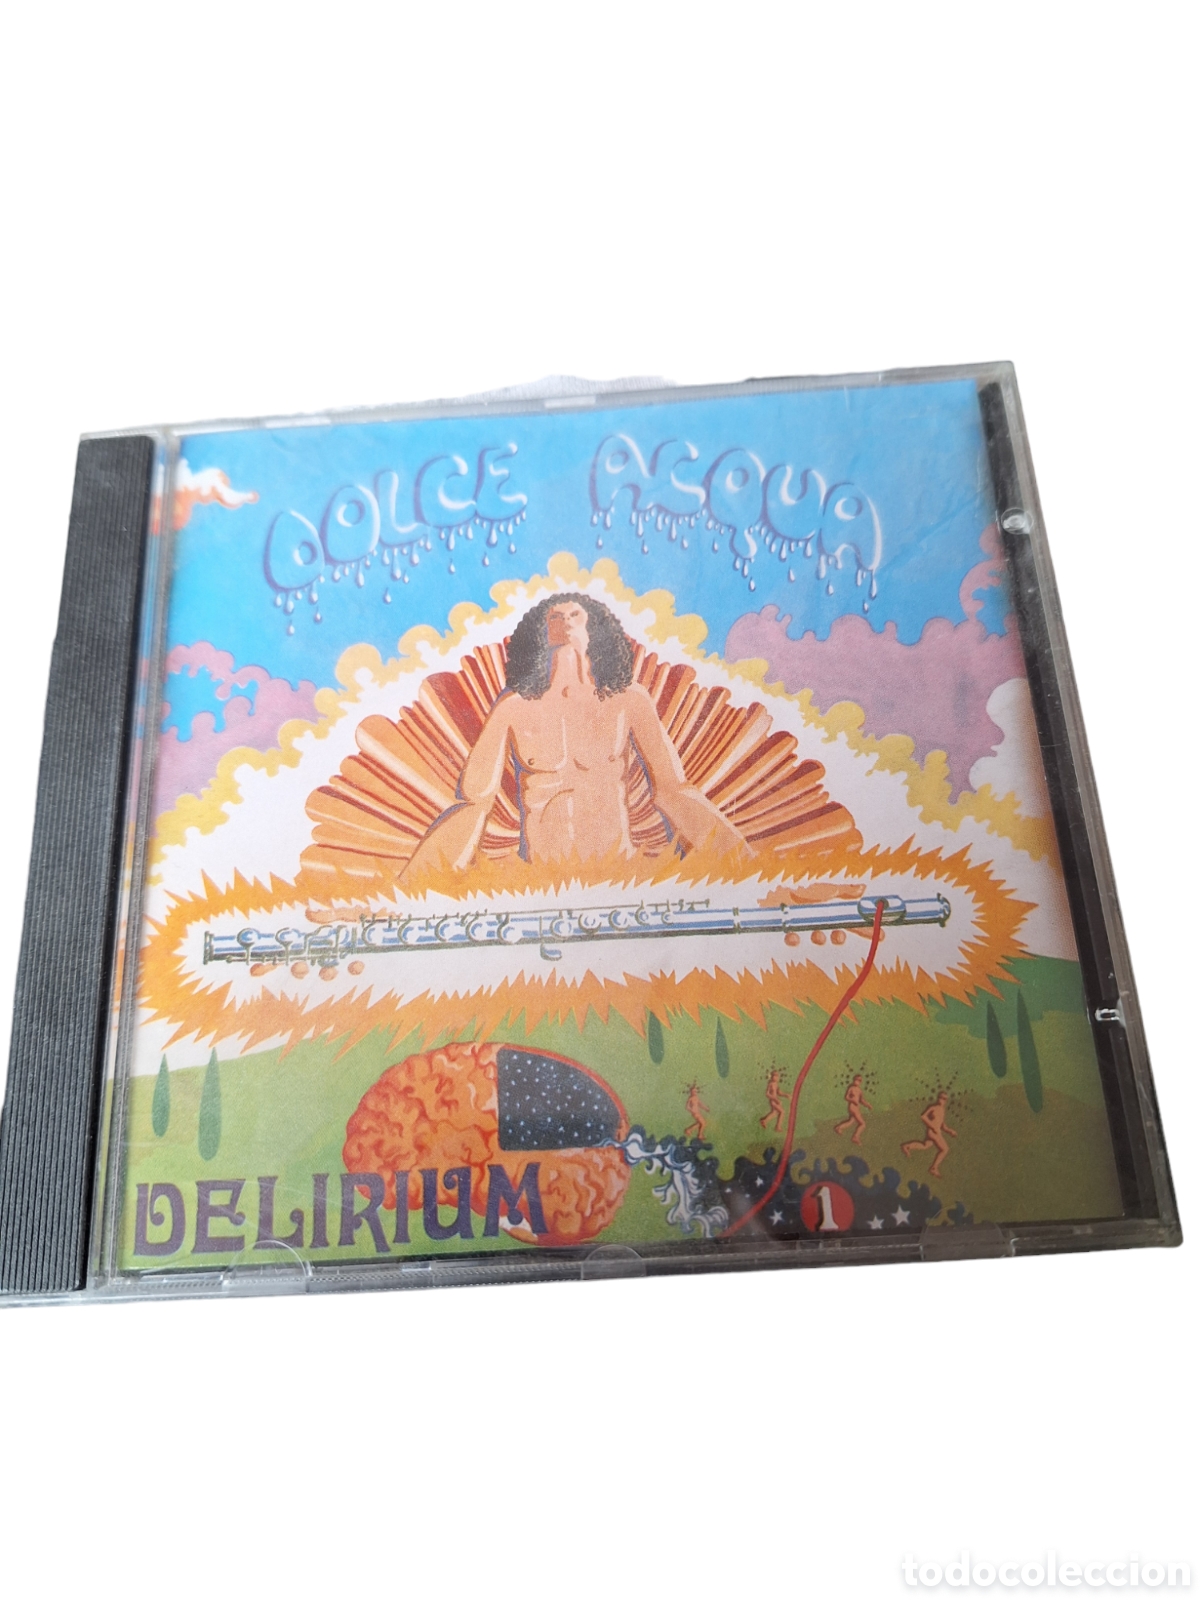 DOLCE ACQUA
DELIRIUM
1
todocoleccion